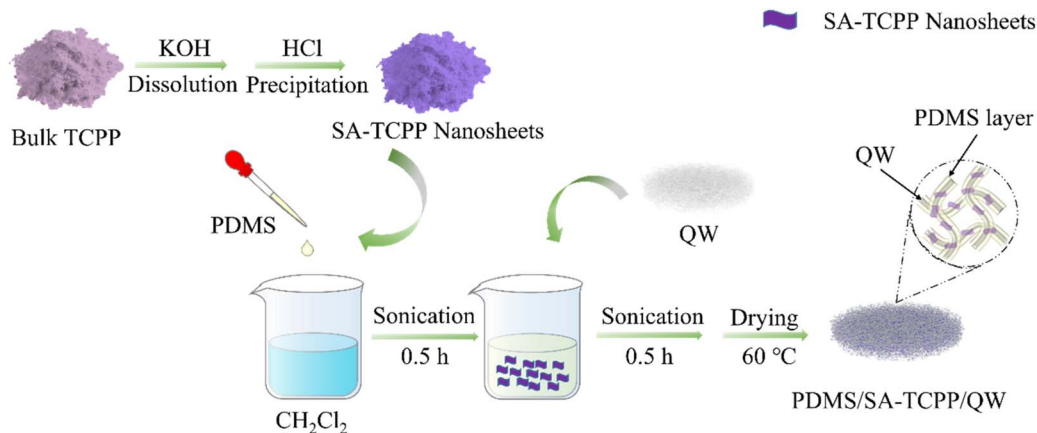 SA-TCPP Nanosheets
KOH
Dissolution
HCl
Precipitation
Bulk TCPP
SA-TCPP Nanosheets
PDMS layer
QW
PDMS
QW
Sonication
0.5 h
Sonication
0.5 h
Drying
60 °C
CH₂Cl₂
PDMS/SA-TCPP/QW